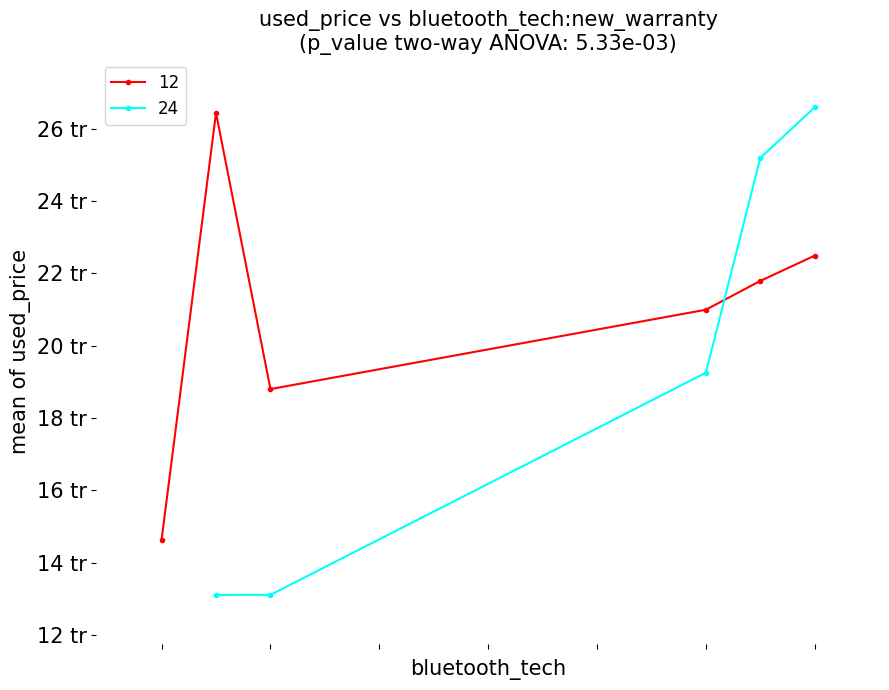 used_price vs bluetooth_tech:new_warranty
(p_value two-way ANOVA: 5.33e-03)
12
24
26 tr
24 tr
22 tr
20 tr
18 tr
16 tr
14 tr
12 tr
mean of used_price
bluetooth_tech